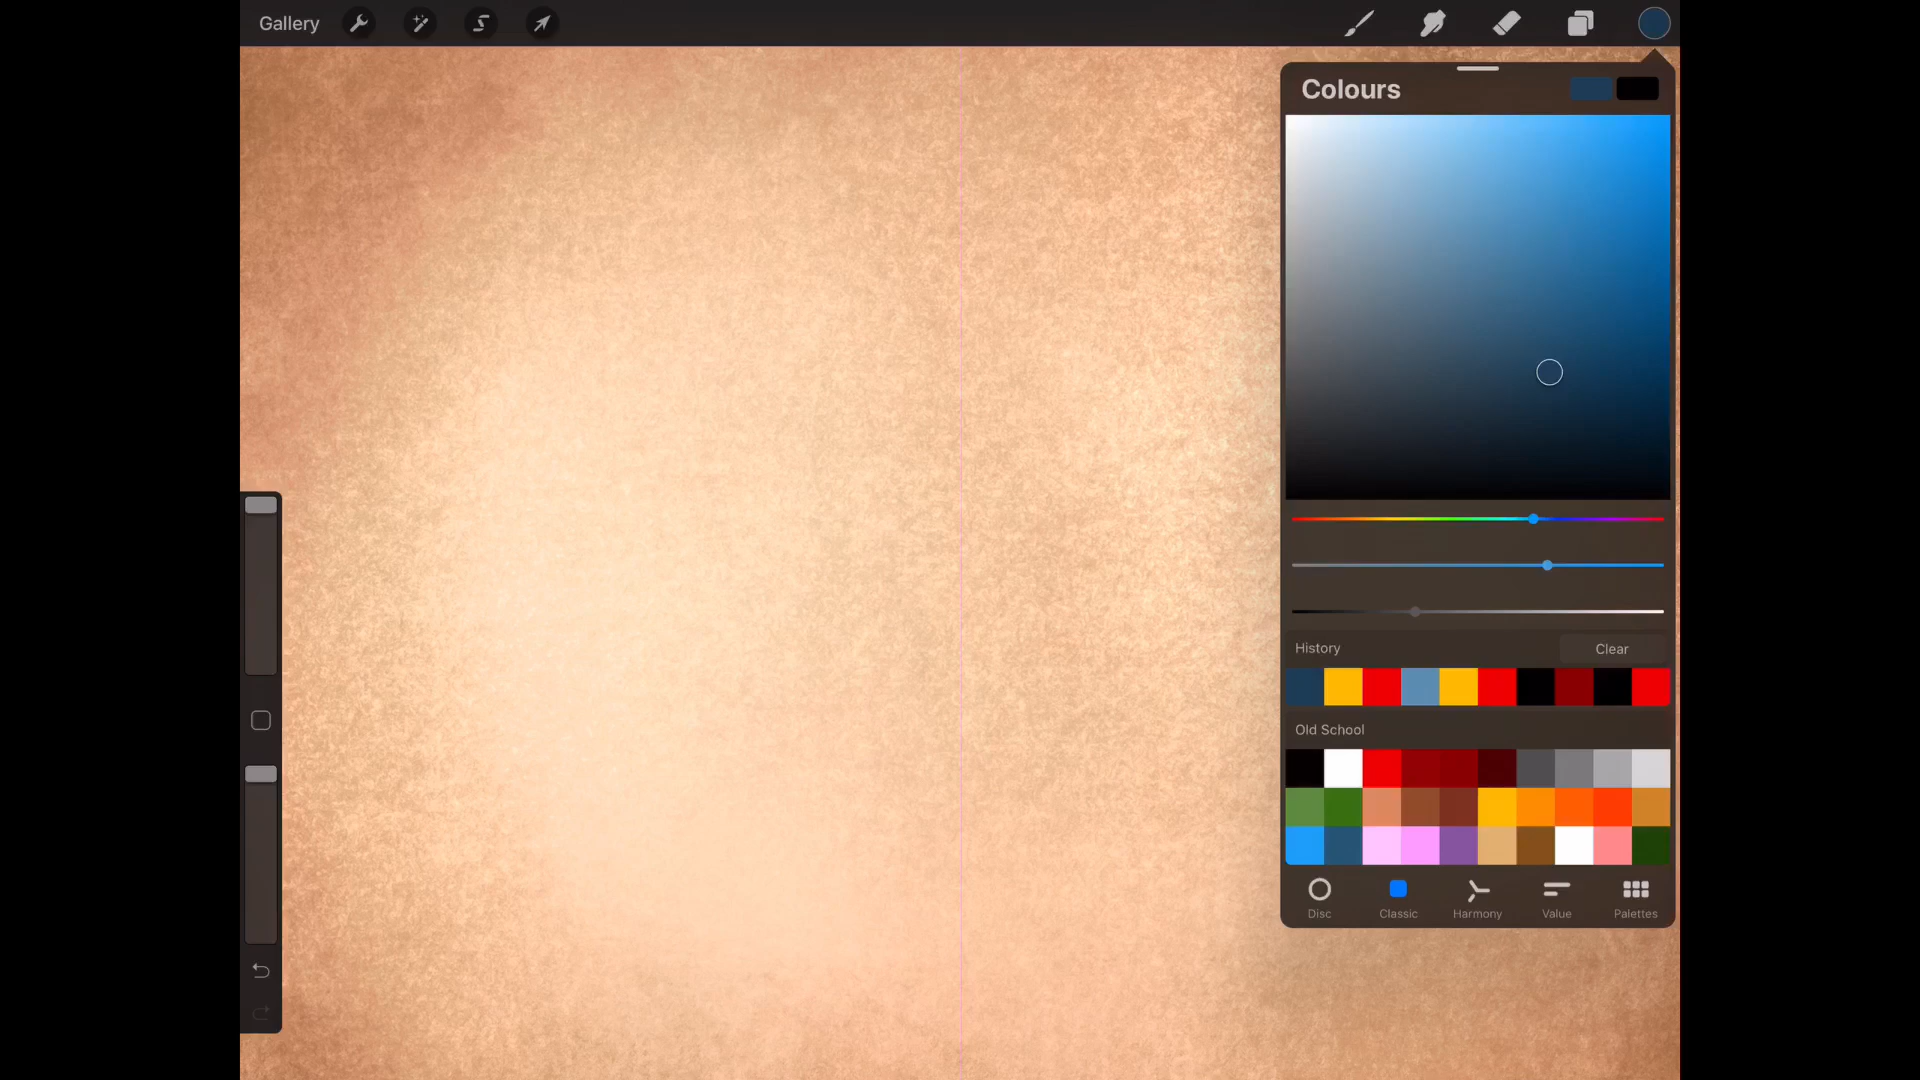 Gallery
Colours
History
Clear
Old School
Disc
Classic
Harmony
Value
Palettes